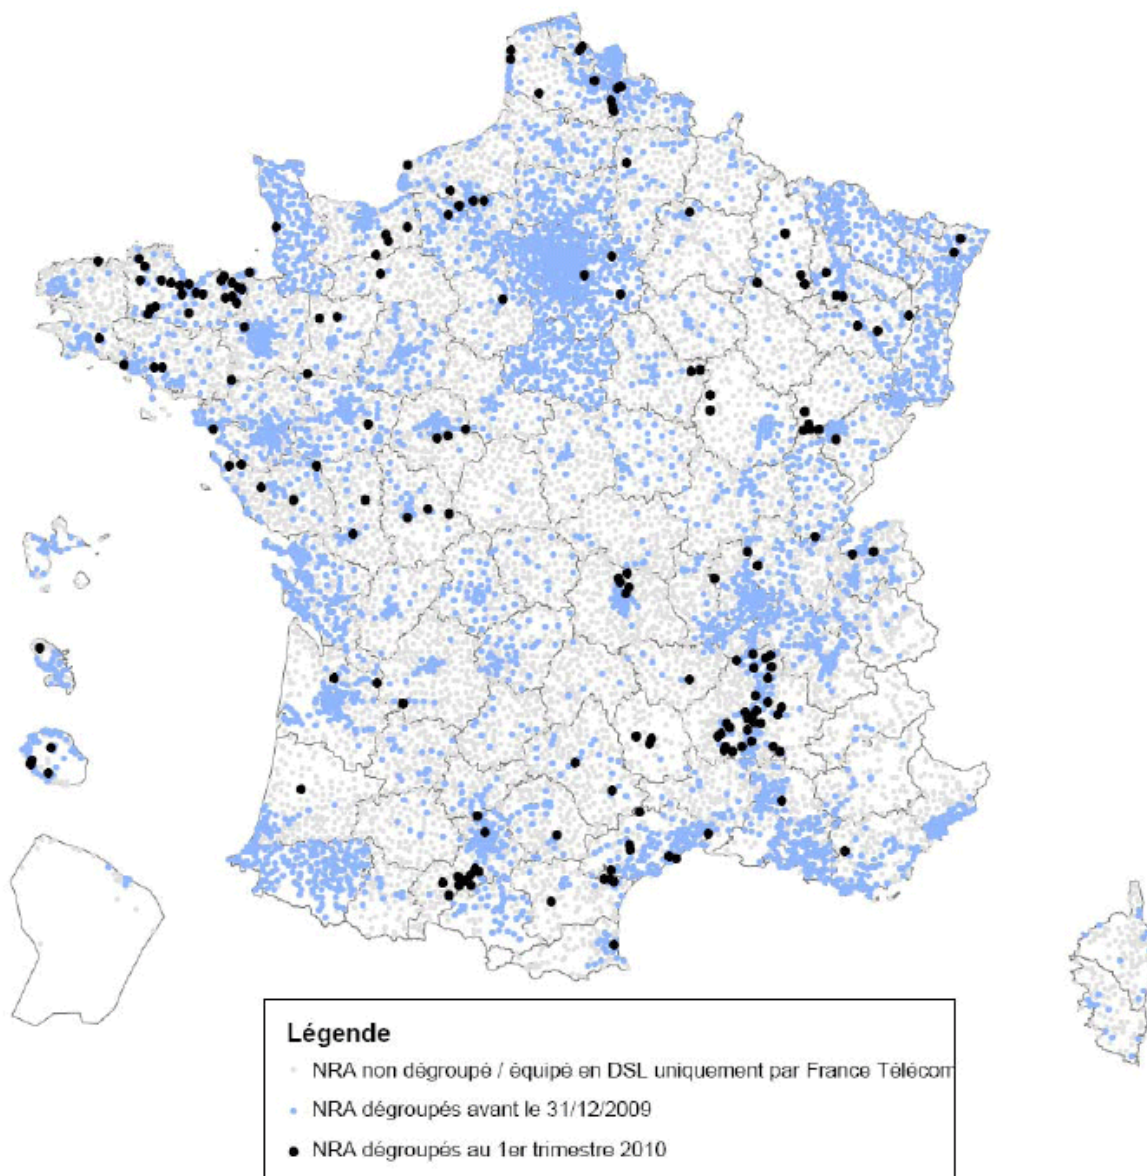 Légende
NRA non dégroupé / équipé en DSL uniquement par France Télécom
NRA dégroupés avant le 31/12/2009
NRA dégroupés au 1er trimestre 2010